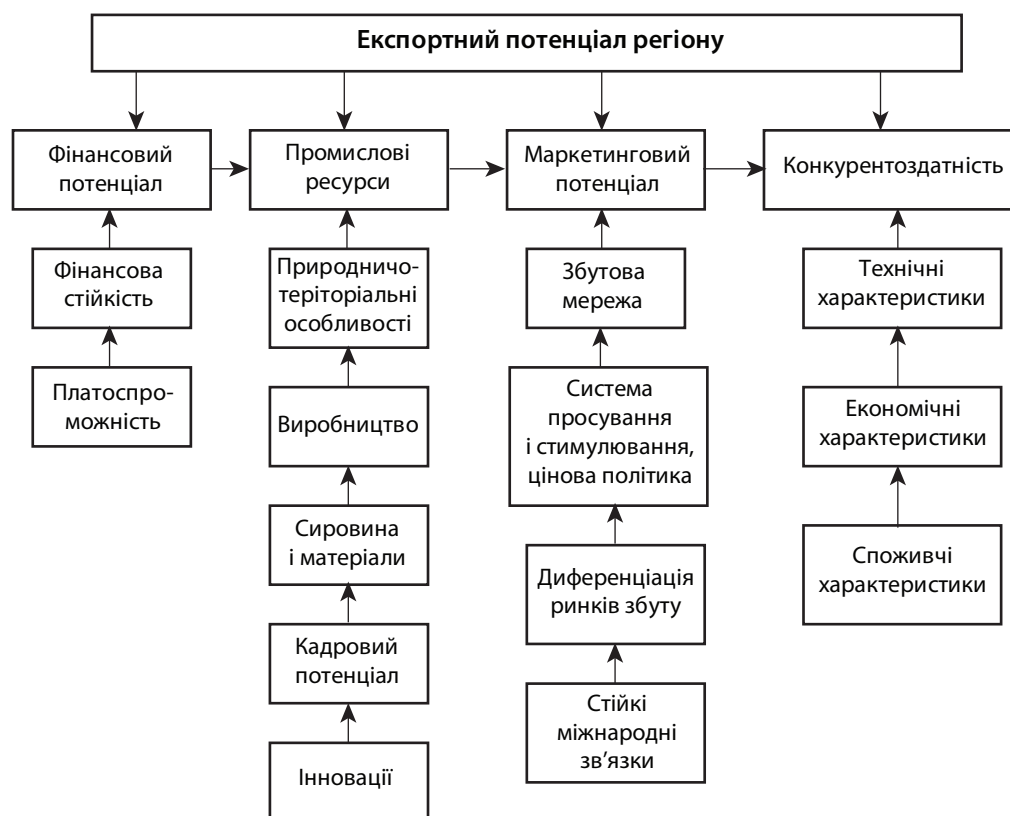 Експортний потенціал регіону
Фінансовий
потенціал
Промислові
ресурси
Маркетинговий
потенціал
Конкурентоздатність
Фінансова
стійкість
Платоспро-
можність
Природничо-
теріторіальні
особливості
Виробництво
Сировина
і матеріали
Кадровий
потенціал
Інновації
Збутова
мережа
Система
просування
і стимулювання,
цінова політика
Диференціація
ринків збуту
Стійкі
міжнародні
зв’язки
Технічні
характеристики
Економічні
характеристики
Споживчі
характеристики